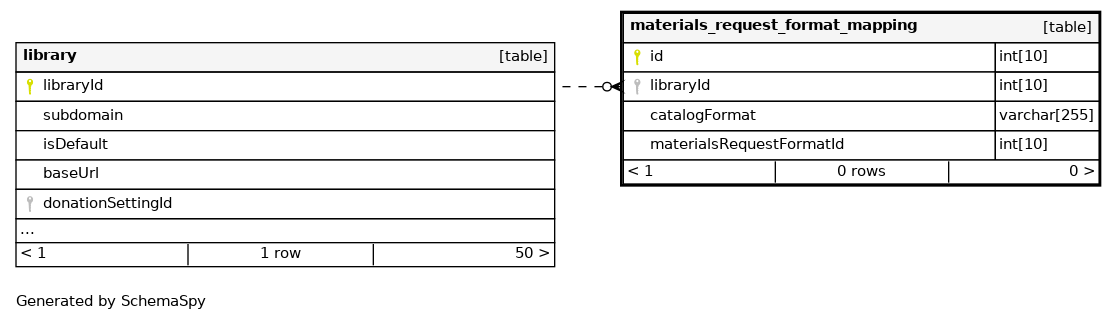 library [table]
libraryId
subdomain
isDefault
baseUrl
donationSettingId
...
< 1 1 row 50 >
materials_request_format_mapping [table]
id int[10]
libraryId int[10]
catalogFormat varchar[255]
materialsRequestFormatId int[10]
< 1 0 rows 0 >
Generated by SchemaSpy